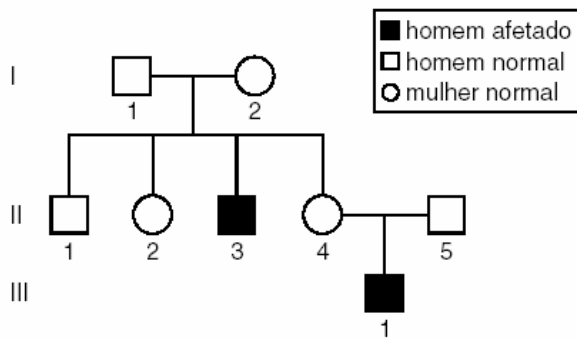 homem afetado
homem normal
mulher normal
I
1 2
II
1 2 3 4 5
III
1